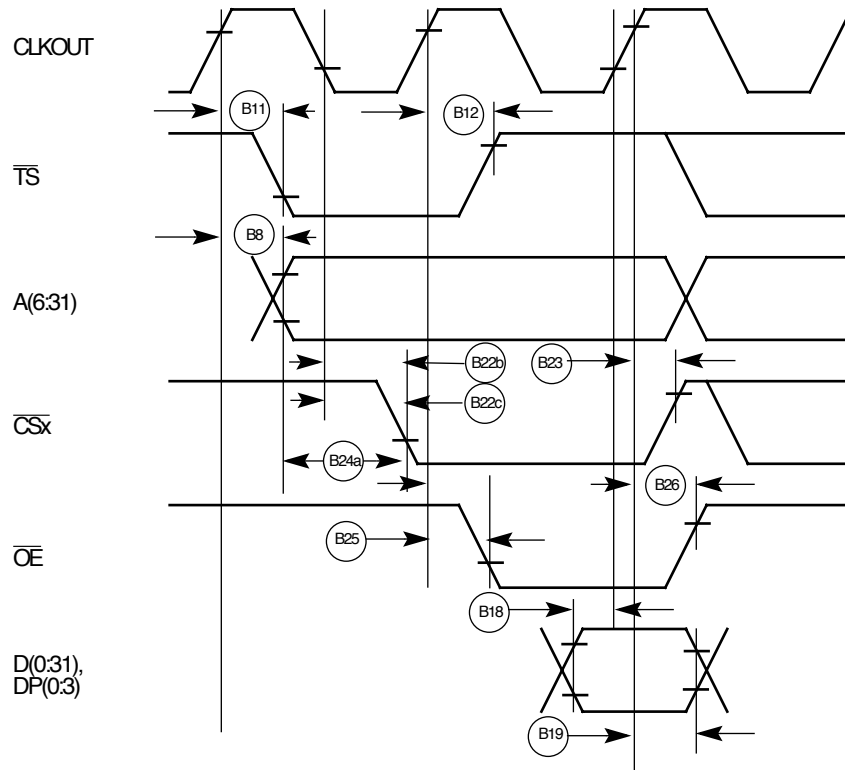 CLKOUT
B11
B12
TS
B8
A(6:31)
B22b
B23
B22c
CSx
B24a
B26
B25
OE
B18
D(0:31),
DP(0:3)
B19